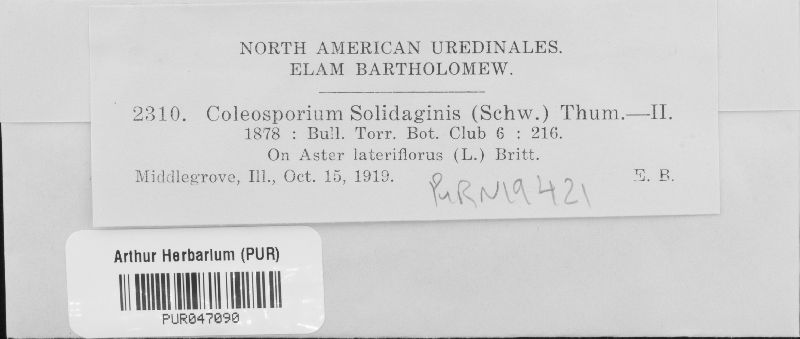 NORTH AMERICAN UREDINALES.
ELAM BARTHOLOMEW.
2310. Coleosporium Solidaginis (Schw.) Thum.—II.
1878 : Bull. Torr. Bot. Club 6 : 216.
On Aster lateriflorus (L.) Britt.
Middlegrove, Ill., Oct. 15, 1919. E. B.
PURN19421
Arthur Herbarium (PUR)
PUR047090